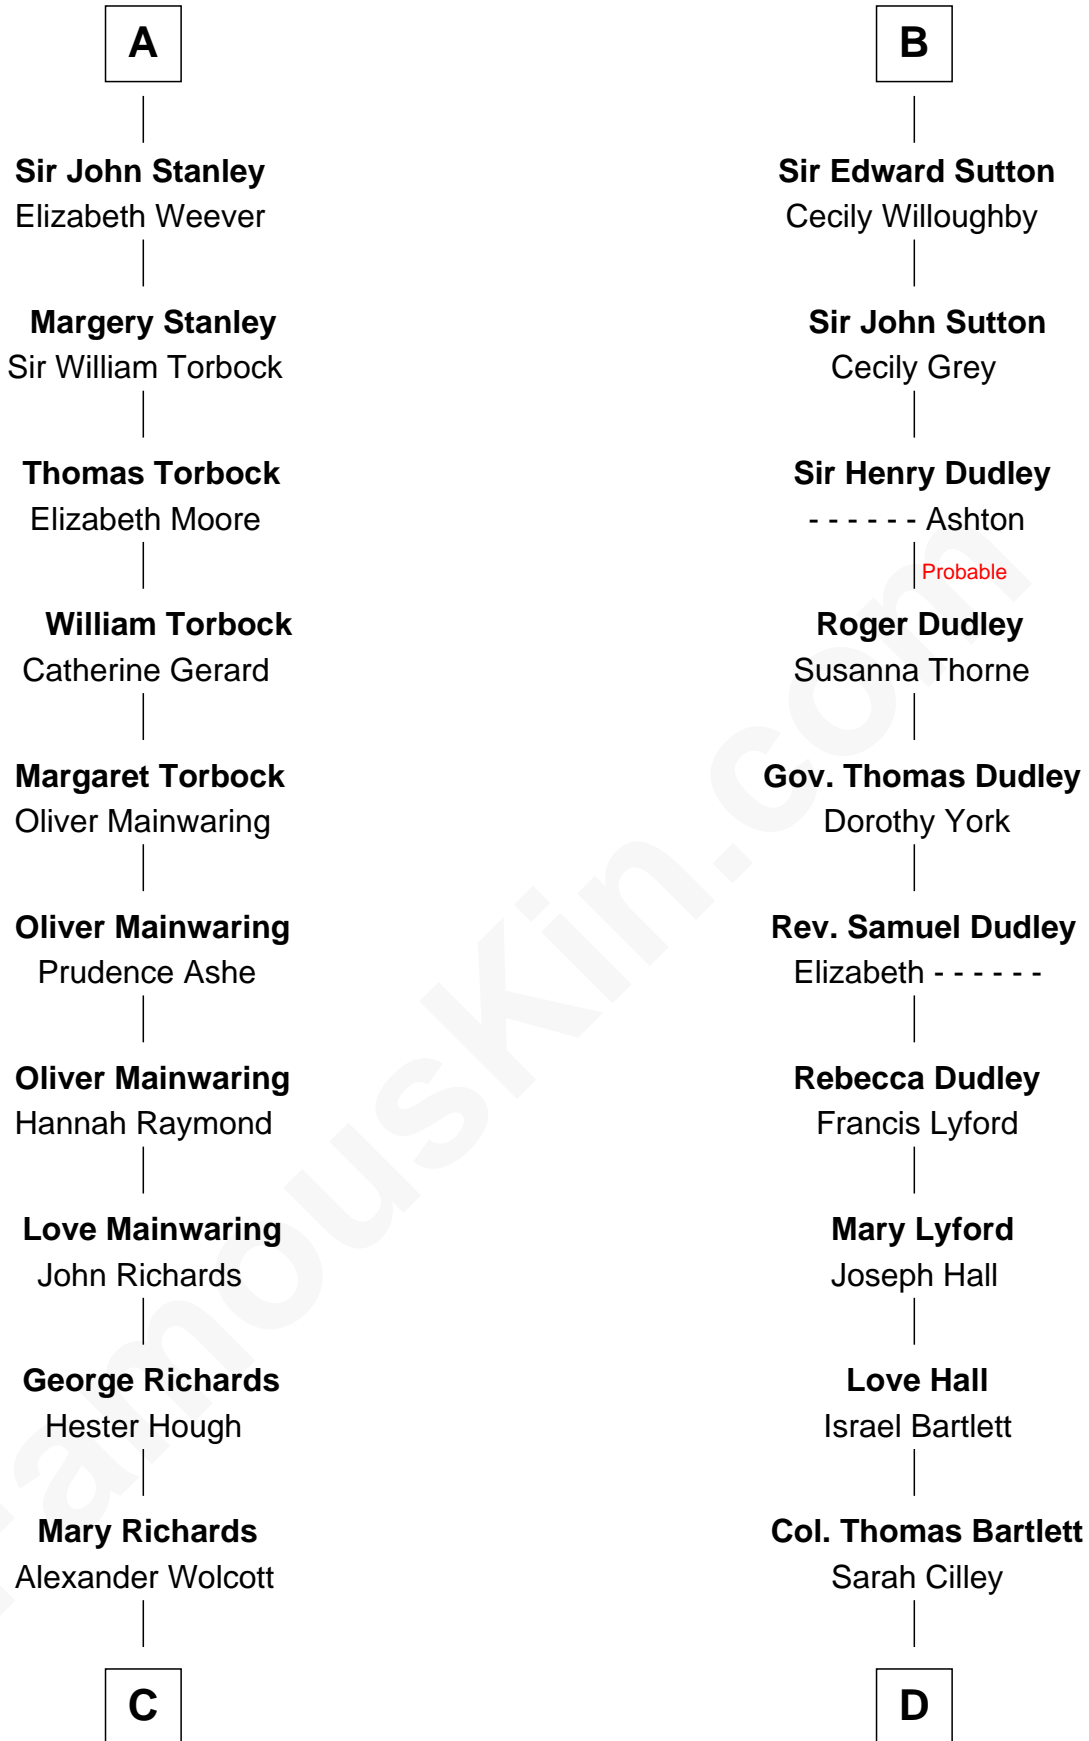 A
Sir John Stanley
Elizabeth Weever
Margery Stanley
Sir William Torbock
Thomas Torbock
Elizabeth Moore
William Torbock
Catherine Gerard
Margaret Torbock
Oliver Mainwaring
Oliver Mainwaring
Prudence Ashe
Oliver Mainwaring
Hannah Raymond
Love Mainwaring
John Richards
George Richards
Hester Hough
Mary Richards
Alexander Wolcott
C
B
Sir Edward Sutton
Cecily Willoughby
Sir John Sutton
Cecily Grey
Sir Henry Dudley
- - - - - - Ashton
Probable
Roger Dudley
Susanna Thorne
Gov. Thomas Dudley
Dorothy York
Rev. Samuel Dudley
Elizabeth - - - - - -
Rebecca Dudley
Francis Lyford
Mary Lyford
Joseph Hall
Love Hall
Israel Bartlett
Col. Thomas Bartlett
Sarah Cilley
D
FamousKin.com